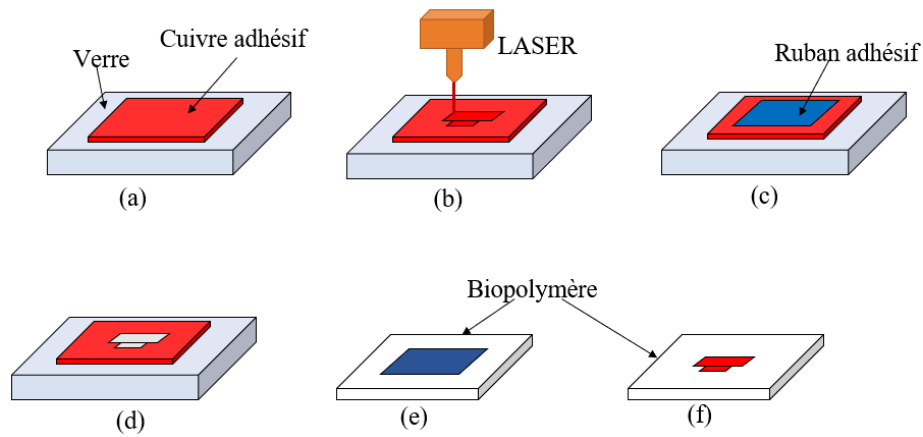 Cuivre adhésif
Verre
LASER
Ruban adhésif
(a)
(b)
(c)
Biopolymère
(d)
(e)
(f)